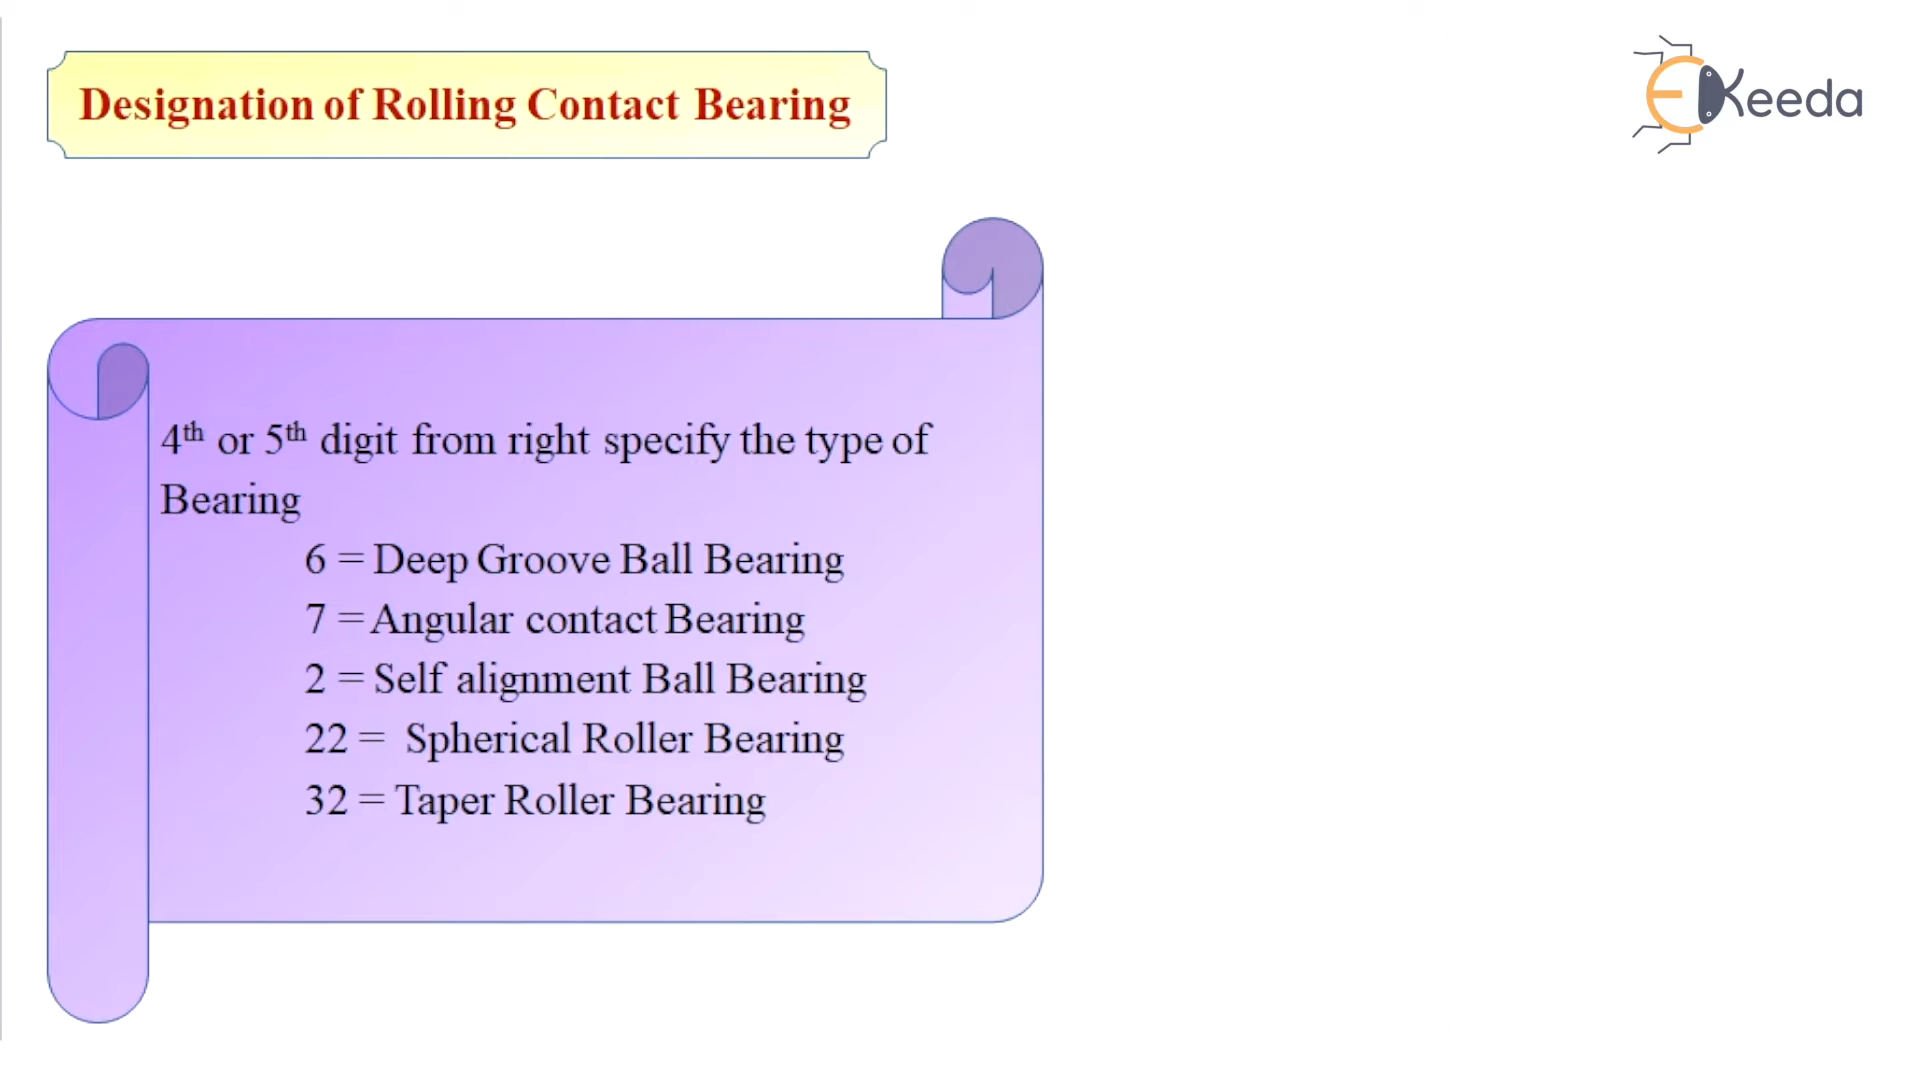 Designation of Rolling Contact Bearing
EKeeda
4th or 5th digit from right specify the type of
Bearing
6 = Deep Groove Ball Bearing
7 = Angular contact Bearing
2 = Self alignment Ball Bearing
22 = Spherical Roller Bearing
32 = Taper Roller Bearing